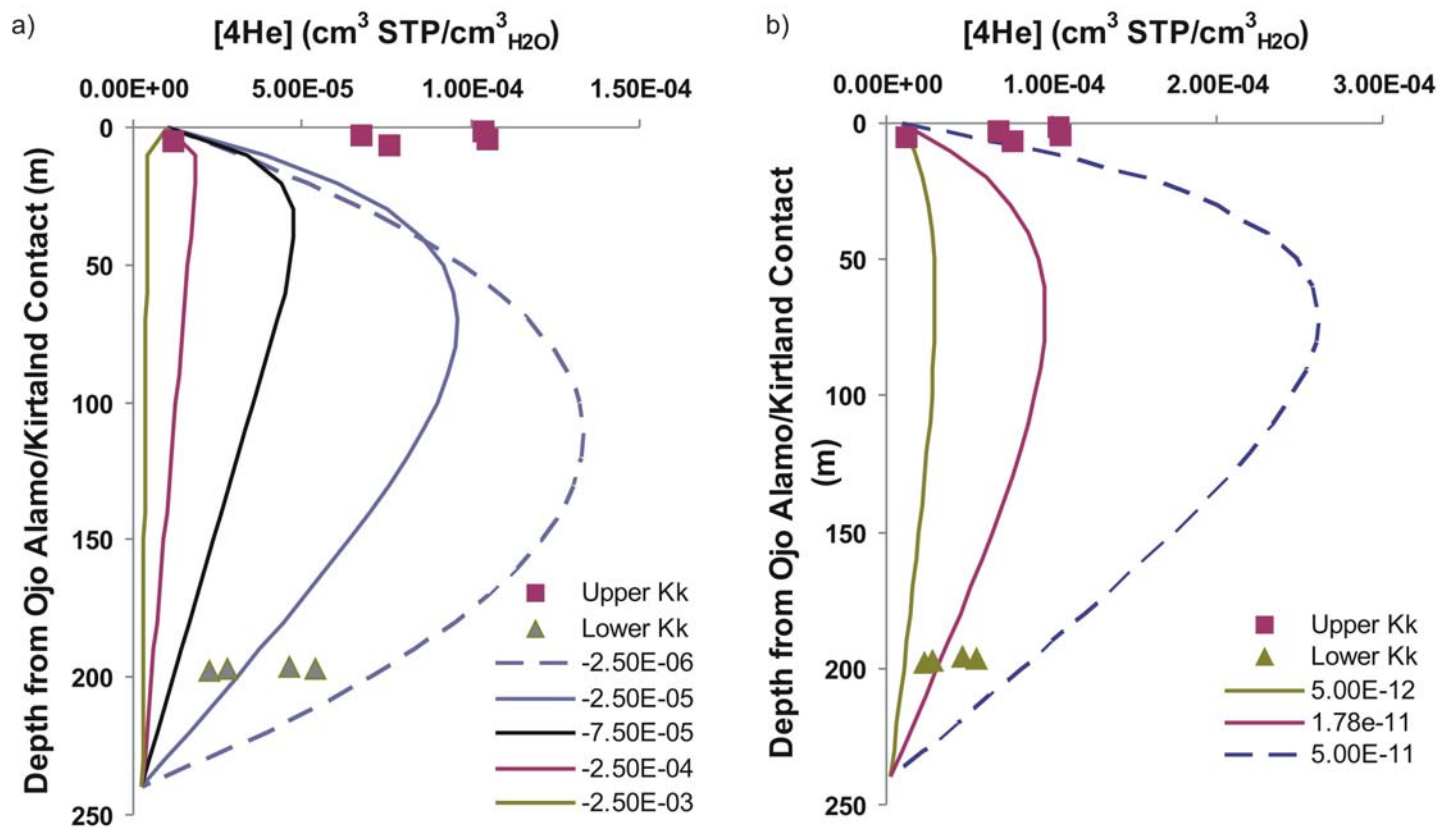 a)
[4He] (cm³ STP/cm³H2O)
0.00E+00 5.00E-05 1.00E-04 1.50E-04
0
50
100
150
200
250
Depth from Ojo Alamo/Kirtalnd Contact (m)
Upper Kk
Lower Kk
-2.50E-06
-2.50E-05
-7.50E-05
-2.50E-04
-2.50E-03
b)
[4He] (cm³ STP/cm³H2O)
0.00E+00 1.00E-04 2.00E-04 3.00E-04
0
50
100
150
200
250
Depth from Ojo Alamo/Kirtland Contact
(m)
Upper Kk
Lower Kk
5.00E-12
1.78e-11
5.00E-11